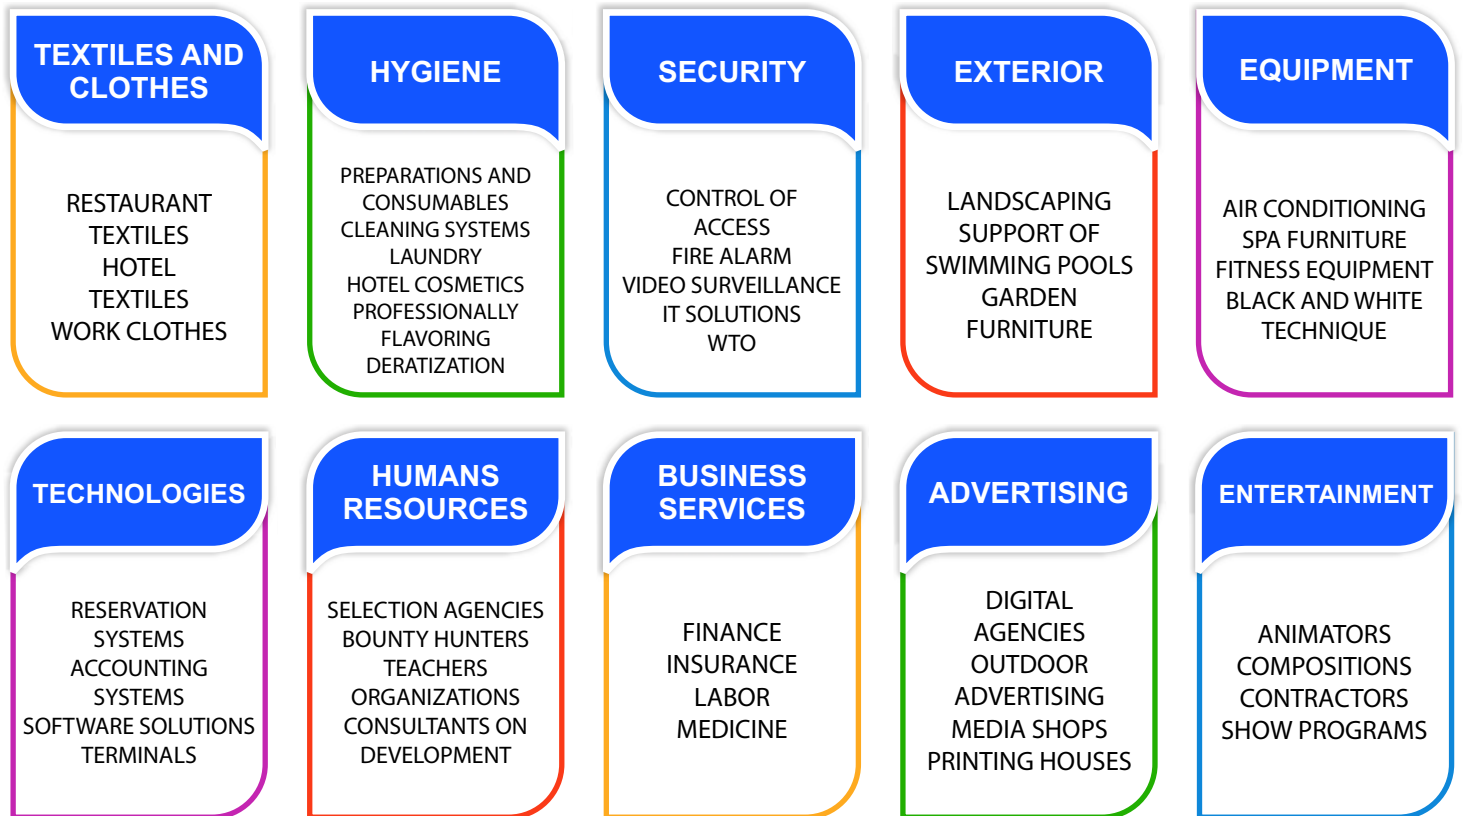 TEXTILES AND
CLOTHES
RESTAURANT
TEXTILES
HOTEL
TEXTILES
WORK CLOTHES
HYGIENE
PREPARATIONS AND
CONSUMABLES
CLEANING SYSTEMS
LAUNDRY
HOTEL COSMETICS
PROFESSIONALLY
FLAVORING
DERATIZATION
SECURITY
CONTROL OF
ACCESS
FIRE ALARM
VIDEO SURVEILLANCE
IT SOLUTIONS
WTO
EXTERIOR
LANDSCAPING
SUPPORT OF
SWIMMING POOLS
GARDEN
FURNITURE
EQUIPMENT
AIR CONDITIONING
SPA FURNITURE
FITNESS EQUIPMENT
BLACK AND WHITE
TECHNIQUE
TECHNOLOGIES
RESERVATION
SYSTEMS
ACCOUNTING
SYSTEMS
SOFTWARE SOLUTIONS
TERMINALS
HUMANS
RESOURCES
SELECTION AGENCIES
BOUNTY HUNTERS
TEACHERS
ORGANIZATIONS
CONSULTANTS ON
DEVELOPMENT
BUSINESS
SERVICES
FINANCE
INSURANCE
LABOR
MEDICINE
ADVERTISING
DIGITAL
AGENCIES
OUTDOOR
ADVERTISING
MEDIA SHOPS
PRINTING HOUSES
ENTERTAINMENT
ANIMATORS
COMPOSITIONS
CONTRACTORS
SHOW PROGRAMS